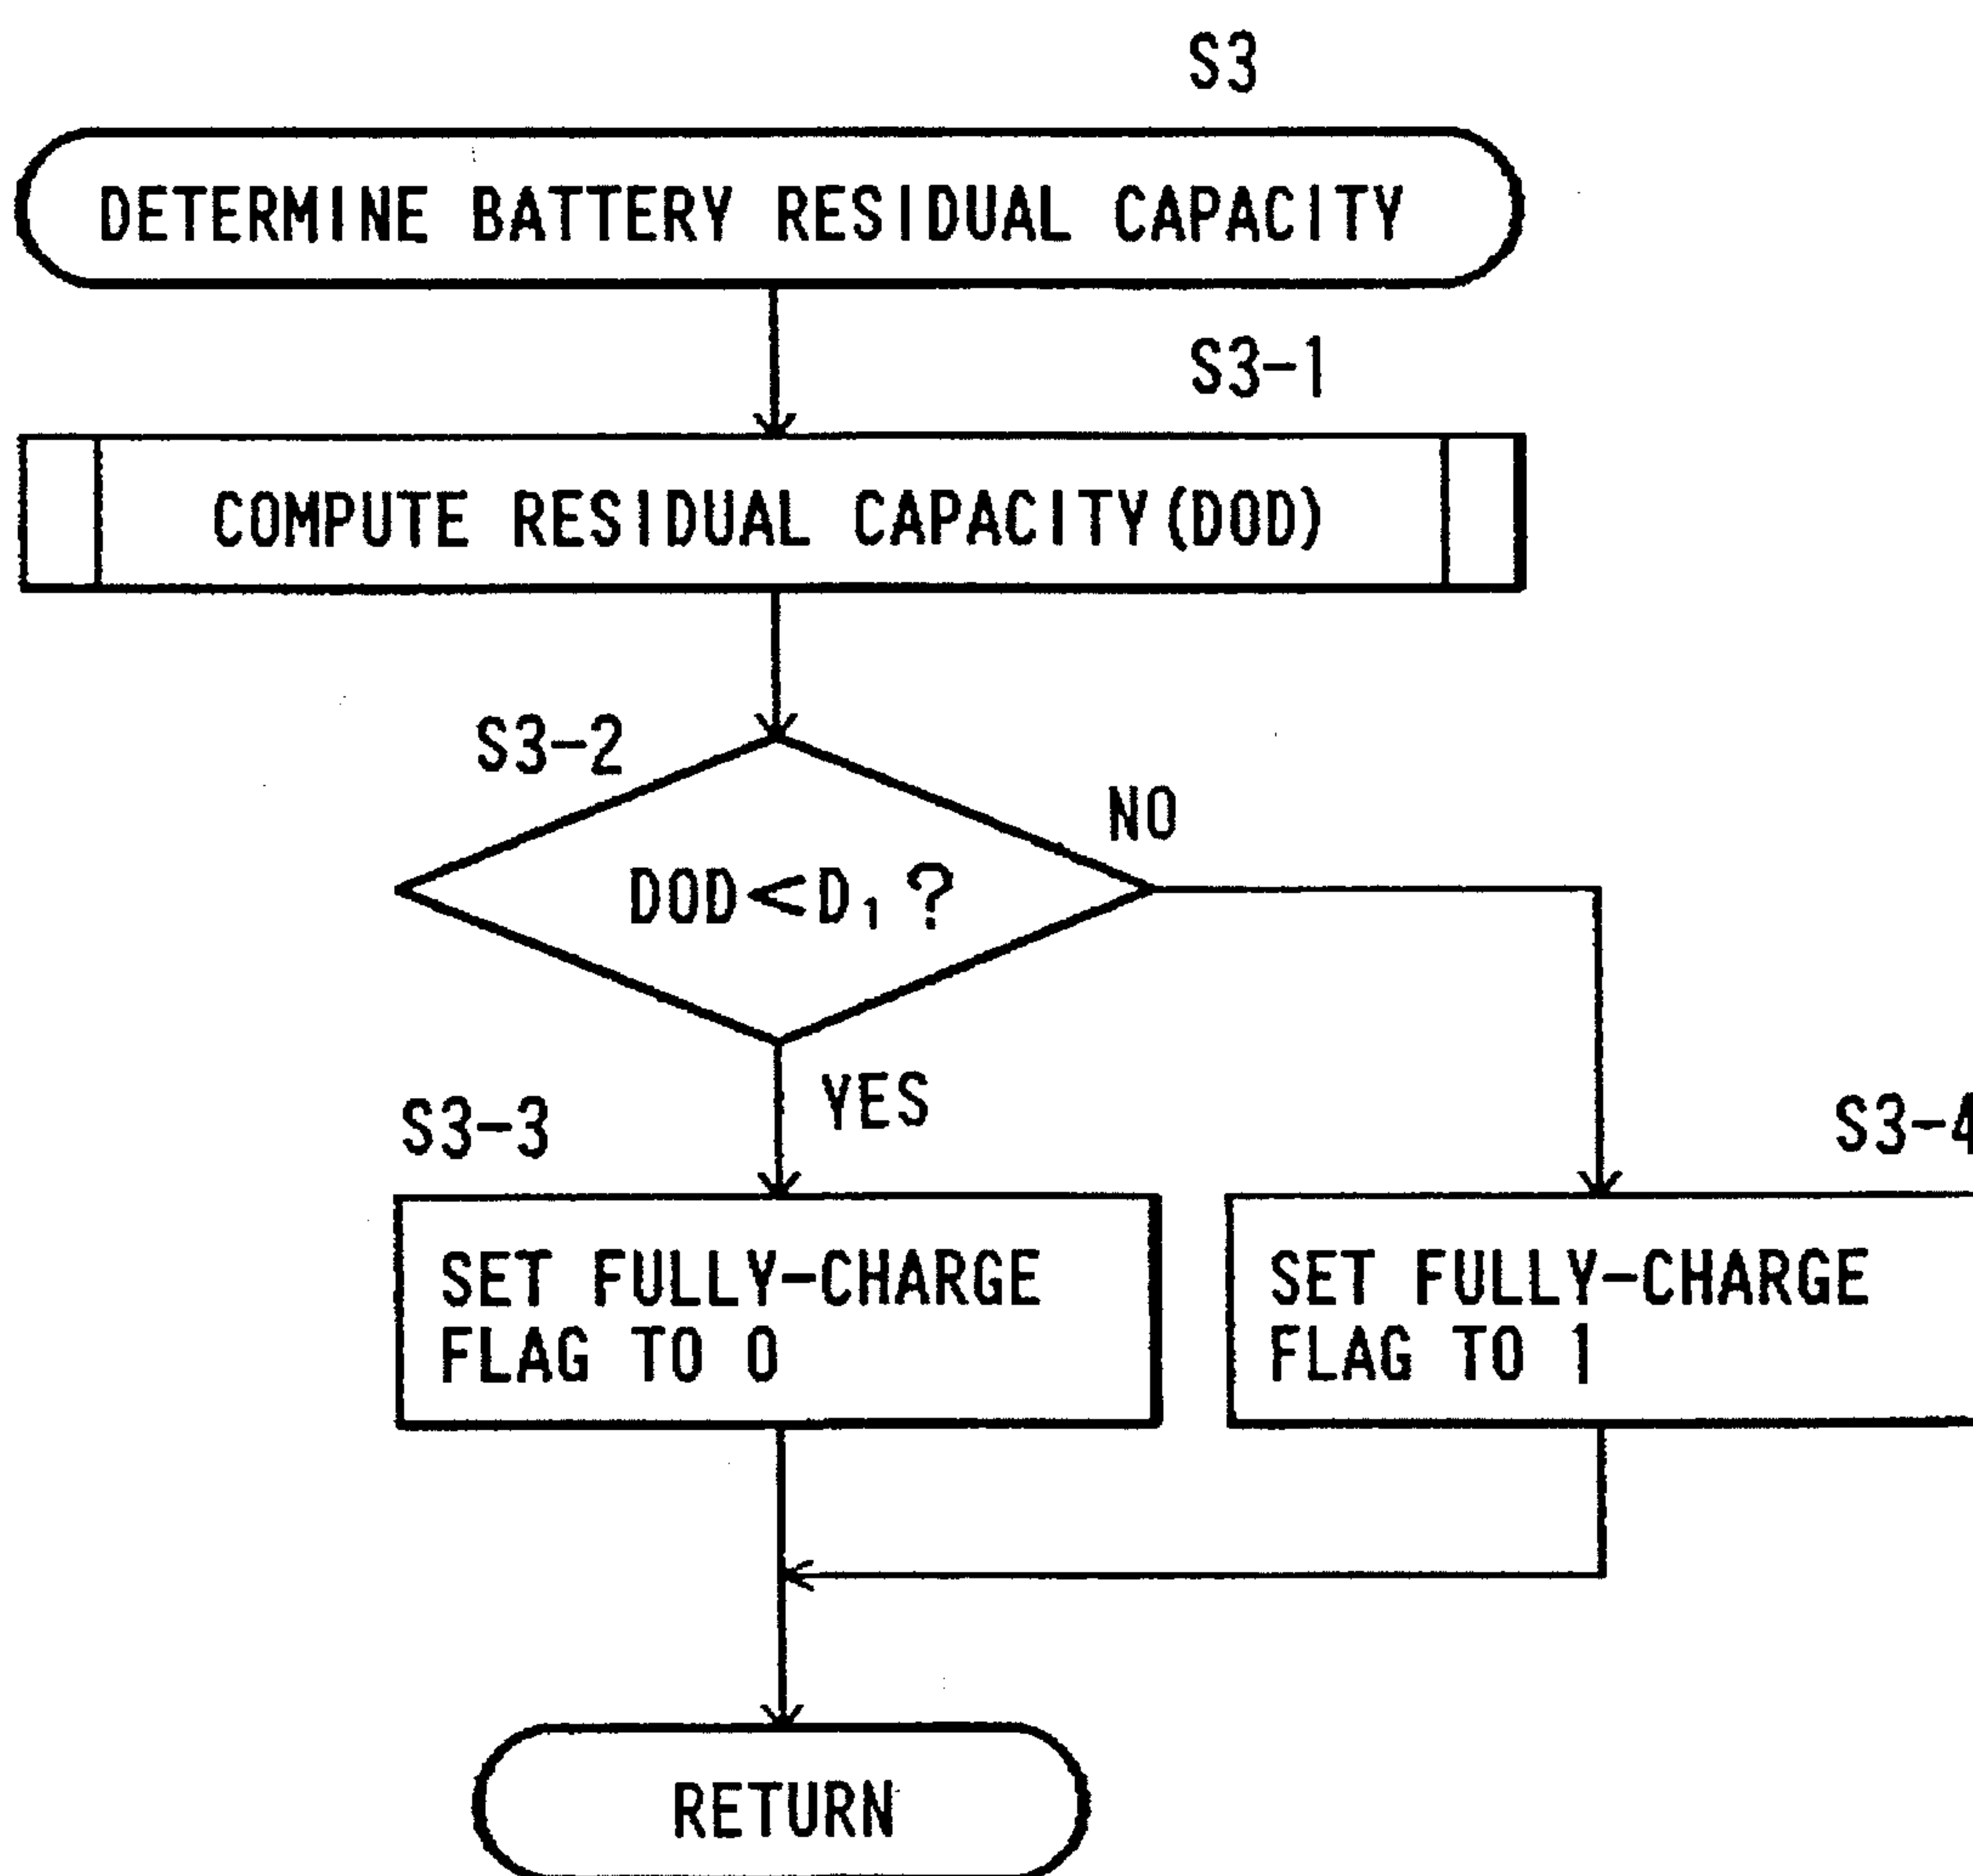 S3
DETERMINE BATTERY RESIDUAL CAPACITY
S3-1
COMPUTE RESIDUAL CAPACITY(DOD)
S3-2
NO
DOD<D₁?
YES
S3-3
S3-4
SET FULLY-CHARGE
FLAG TO 0
SET FULLY-CHARGE
FLAG TO 1
RETURN